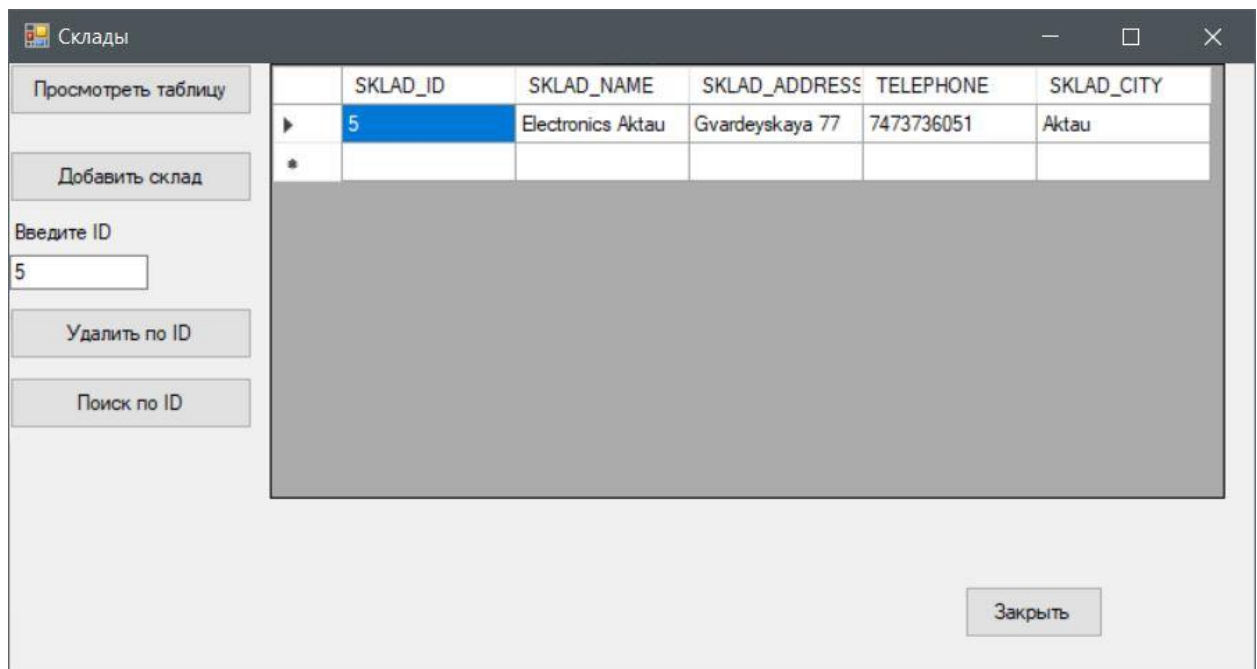 Склады
Просмотреть таблицу
SKLAD_ID SKLAD_NAME SKLAD_ADDRESS TELEPHONE SKLAD_CITY
5 Electronics Aktau Gvardeyskaya 77 7473736051 Aktau
Добавить склад
Введите ID
5
Удалить по ID
Поиск по ID
Закрыть